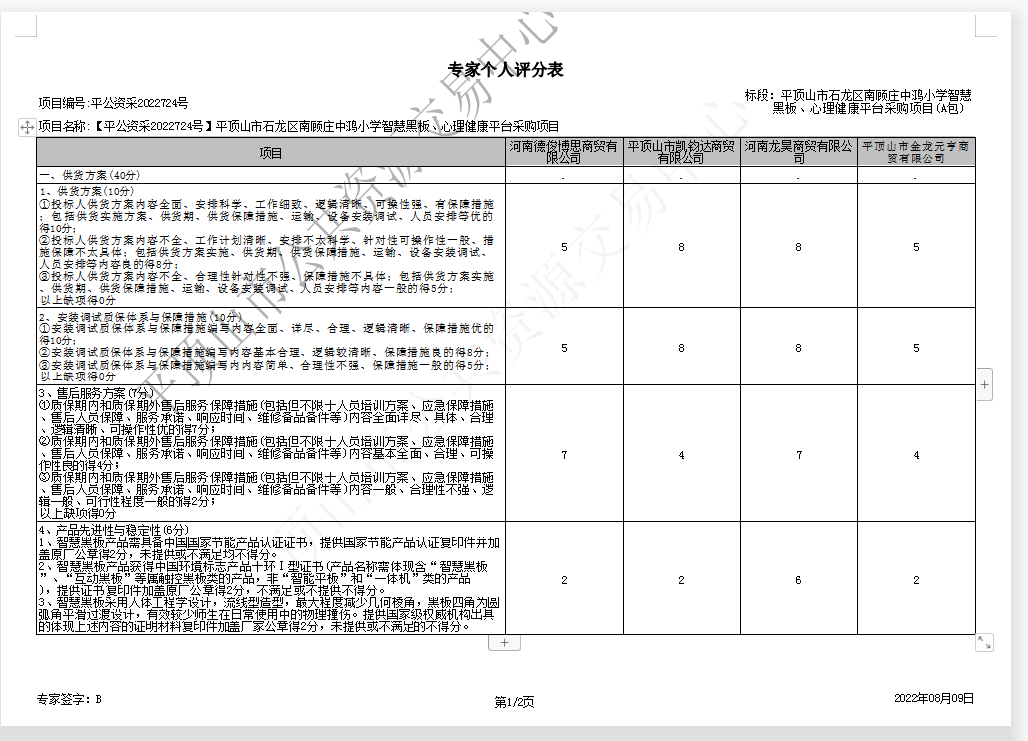 专家个人评分表
项目编号:平公资采2022724号
标段：平顶山市石龙区南顾庄中鸿小学智慧
黑板、心理健康平台采购项目(A包)
项目名称:【平公资采2022724号】平顶山市石龙区南顾庄中鸿小学智慧黑板、心理健康平台采购项目
项目
河南德俊博思商贸有
限公司
平顶山市凯钧达商贸
有限公司
河南龙昊商贸有限公
司
平顶山市金龙元亨商
贸有限公司
一、供货方案(40分)
. . . .
1、供货方案(10分)
①投标人供货方案内容全面、安排科学、工作细致、逻辑清晰、可操性强、有保障措施
；包括供货实施方案、供货期、供货保障措施、运输、设备安装调试、人员安排等优的
得10分；
②投标人供货方案内容不全、工作计划清晰、安排不太科学、针对性可操作性一般、措
施保障不太具体；包括供货方案实施、供货期、供货保障措施、运输、设备安装调试、
人员安排等内容良的得8分；
③投标人供货方案内容不全、合理性针对性不强、保障措施不具体；包括供货方案实施
、供货期、供货保障措施、运输、设备安装调试、人员安排等内容一般的得5分；
以上缺项得0分
5 8 8 5
2、安装调试质保体系与保障措施(10分)
①安装调试质保体系与保障措施编写内容全面、详尽、合理、逻辑清晰、保障措施优的
得10分；
②安装调试质保体系与保障措施编写内容基本合理、逻辑较清晰、保障措施良的得8分；
③安装调试质保体系与保障措施编写内内容简单、合理性不强、保障措施一般的得5分；
以上缺项得0分
5 8 8 5
3、售后服务方案(7分)
①质保期内和质保期外售后服务保障措施(包括但不限于人员培训方案、应急保障措施
、售后人员保障、服务承诺、响应时间、维修备品备件等)内容全面详尽、具体、合理
、逻辑清晰、可操作性优的得7分；
②质保期内和质保期外售后服务保障措施(包括但不限于人员培训方案、应急保障措施
、售后人员保障、服务承诺、响应时间、维修备品备件等)内容基本全面、合理、可操
作性良的得4分；
③质保期内和质保期外售后服务保障措施(包括但不限于人员培训方案、应急保障措施
、售后人员保障、服务承诺、响应时间、维修备品备件等)内容一般、合理性不强、逻
辑一般、可行性程度一般的得2分；
以上缺项得0分
7 4 7 4
4、产品先进性与稳定性(6分)
1、智慧黑板产品需具备中国国家节能产品认证证书，提供国家节能产品认证复印件并加
盖原厂公章得2分，未提供或不满足均不得分。
2、智慧黑板产品获得中国环境标志产品十环Ⅰ型证书(产品名称需体现含“智慧黑板
”、“互动黑板”等属触控黑板类的产品，非“智能平板”和“一体机”类的产品
)，提供证书复印件加盖原厂公章得2分，不满足或不提供不得分。
3、智慧黑板采用人体工程学设计，流线型造型，最大程度减少几何棱角，黑板四角为圆
弧角平滑过渡设计，有效较少师生在日常使用中的物理撞伤。提供国家级权威机构出具
的体现上述内容的证明材料复印件加盖厂家公章得2分，未提供或不满足的不得分。
2 2 6 2
专家签字：B
第1/2页
2022年08月09日
平顶山市公共资源交易中心
平顶山市公共资源交易中心